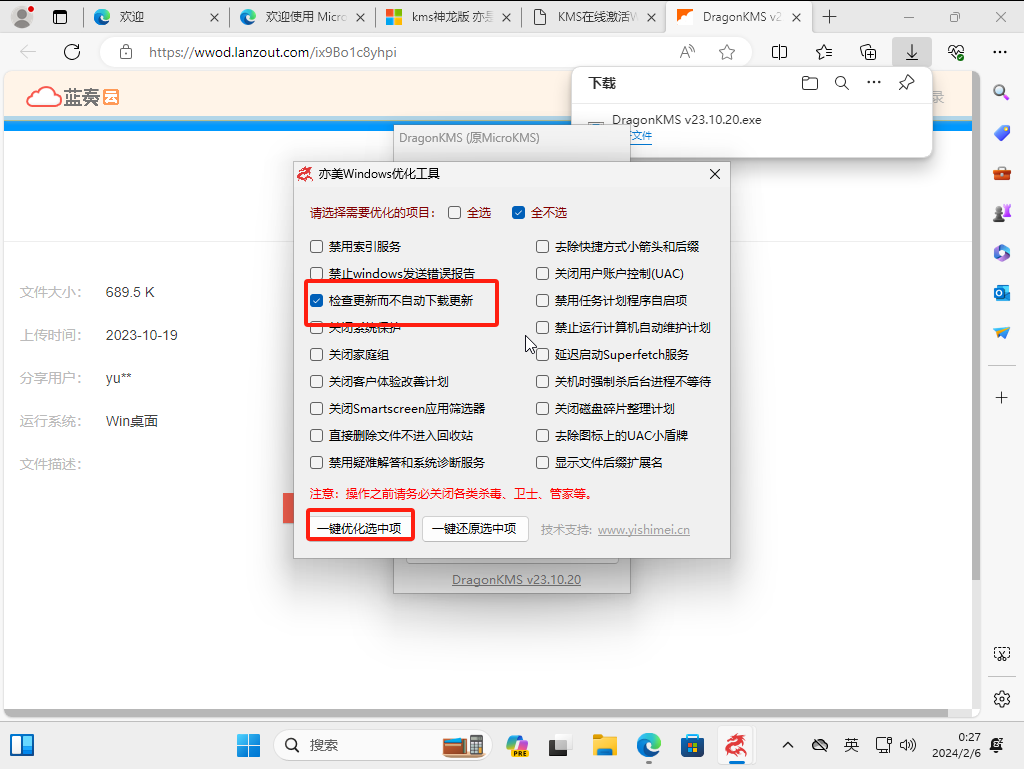 欢迎
欢迎使用 Micro
kms神龙版 亦是
KMS在线激活W
DragonKMS v2
https://wwod.lanzout.com/ix9Bo1c8yhpi
蓝奏云
录
下载
DragonKMS v23.10.20.exe
文件
DragonKMS (原MicroKMS)
亦美Windows优化工具
请选择需要优化的项目： 全选 全不选
禁用索引服务 去除快捷方式小箭头和后缀
禁止windows发送错误报告 关闭用户账户控制(UAC)
检查更新而不自动下载更新 禁用任务计划程序自启项
关闭系统保护 禁止运行计算机自动维护计划
关闭家庭组 延迟启动Superfetch服务
关闭客户体验改善计划 关机时强制杀后台进程不等待
关闭Smartscreen应用筛选器 关闭磁盘碎片整理计划
直接删除文件不进入回收站 去除图标上的UAC小盾牌
禁用疑难解答和系统诊断服务 显示文件后缀扩展名
注意：操作之前请务必关闭各类杀毒、卫士、管家等。
一键优化选中项 一键还原选中项 技术支持: www.yishimei.cn
DragonKMS v23.10.20
文件大小： 689.5 K
上传时间： 2023-10-19
分享用户： yu**
运行系统： Win桌面
文件描述：
搜索
PRE
英
0:27
2024/2/6